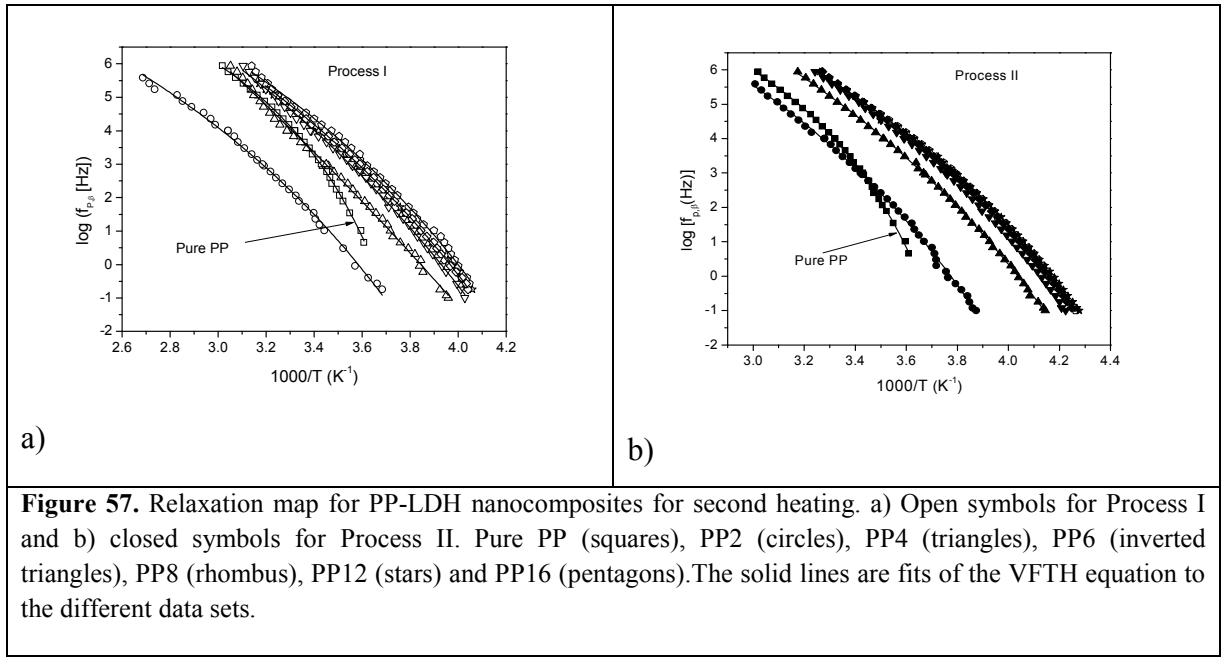 6
5
4
3
2
1
0
-1
-2
log (f_{P,β} [Hz])
Process I
Pure PP
2.6 2.8 3.0 3.2 3.4 3.6 3.8 4.0 4.2
1000/T (K⁻¹)
a)
6
5
4
3
2
1
0
-1
-2
log [f_{p,β}(Hz)]
Process II
Pure PP
3.0 3.2 3.4 3.6 3.8 4.0 4.2 4.4
1000/T (K⁻¹)
b)
Figure 57. Relaxation map for PP-LDH nanocomposites for second heating. a) Open symbols for Process I
and b) closed symbols for Process II. Pure PP (squares), PP2 (circles), PP4 (triangles), PP6 (inverted
triangles), PP8 (rhombus), PP12 (stars) and PP16 (pentagons).The solid lines are fits of the VFTH equation to
the different data sets.